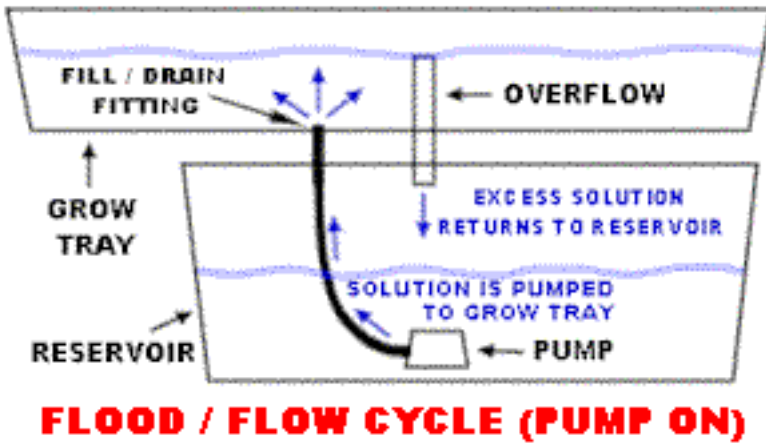 FILL / DRAIN
FITTING
OVERFLOW
GROW
TRAY
EXCESS SOLUTION
RETURNS TO RESERVOIR
SOLUTION IS PUMPED
TO GROW TRAY
RESERVOIR
PUMP
FLOOD / FLOW CYCLE (PUMP ON)